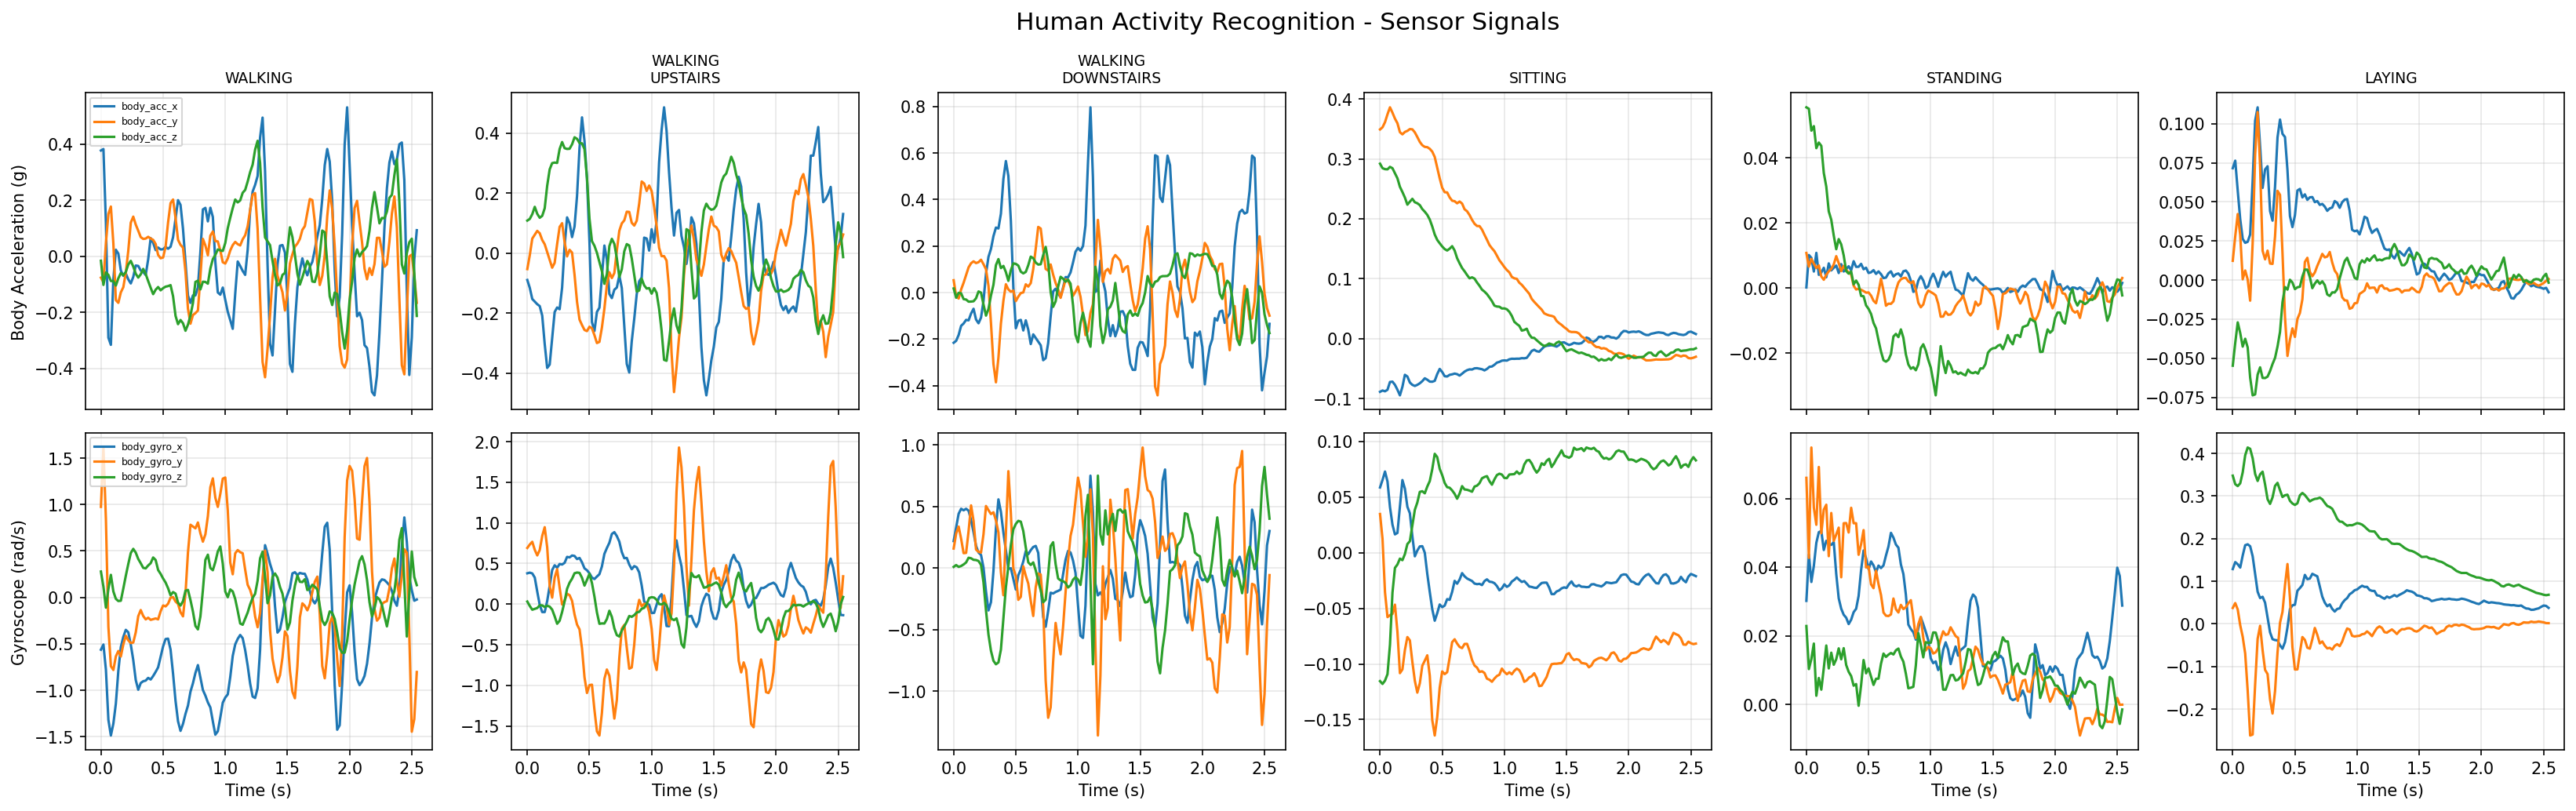 Human Activity Recognition - Sensor Signals
WALKING
WALKING
UPSTAIRS
WALKING
DOWNSTAIRS
SITTING
STANDING
LAYING
Body Acceleration (g)
body_acc_x
body_acc_y
body_acc_z
0.4
0.2
0.0
−0.2
−0.4
0.4
0.2
0.0
−0.2
−0.4
0.8
0.6
0.4
0.2
0.0
−0.2
−0.4
0.4
0.3
0.2
0.1
0.0
−0.1
0.04
0.02
0.00
−0.02
0.100
0.075
0.050
0.025
0.000
−0.025
−0.050
−0.075
Gyroscope (rad/s)
body_gyro_x
body_gyro_y
body_gyro_z
1.5
1.0
0.5
0.0
−0.5
−1.0
−1.5
2.0
1.5
1.0
0.5
0.0
−0.5
−1.0
−1.5
1.0
0.5
0.0
−0.5
−1.0
0.10
0.05
0.00
−0.05
−0.10
−0.15
0.06
0.04
0.02
0.00
0.4
0.3
0.2
0.1
0.0
−0.1
−0.2
0.0 0.5 1.0 1.5 2.0 2.5
0.0 0.5 1.0 1.5 2.0 2.5
0.0 0.5 1.0 1.5 2.0 2.5
0.0 0.5 1.0 1.5 2.0 2.5
0.0 0.5 1.0 1.5 2.0 2.5
0.0 0.5 1.0 1.5 2.0 2.5
Time (s)
Time (s)
Time (s)
Time (s)
Time (s)
Time (s)